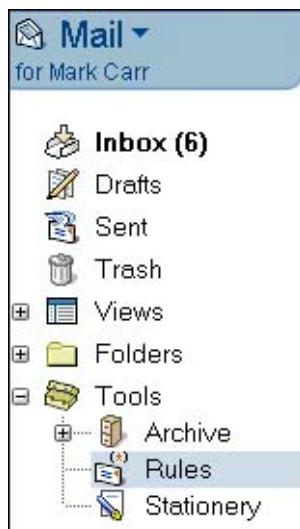 Mail
for Mark Carr
Inbox (6)
Drafts
Sent
Trash
Views
Folders
Tools
Archive
Rules
Stationery